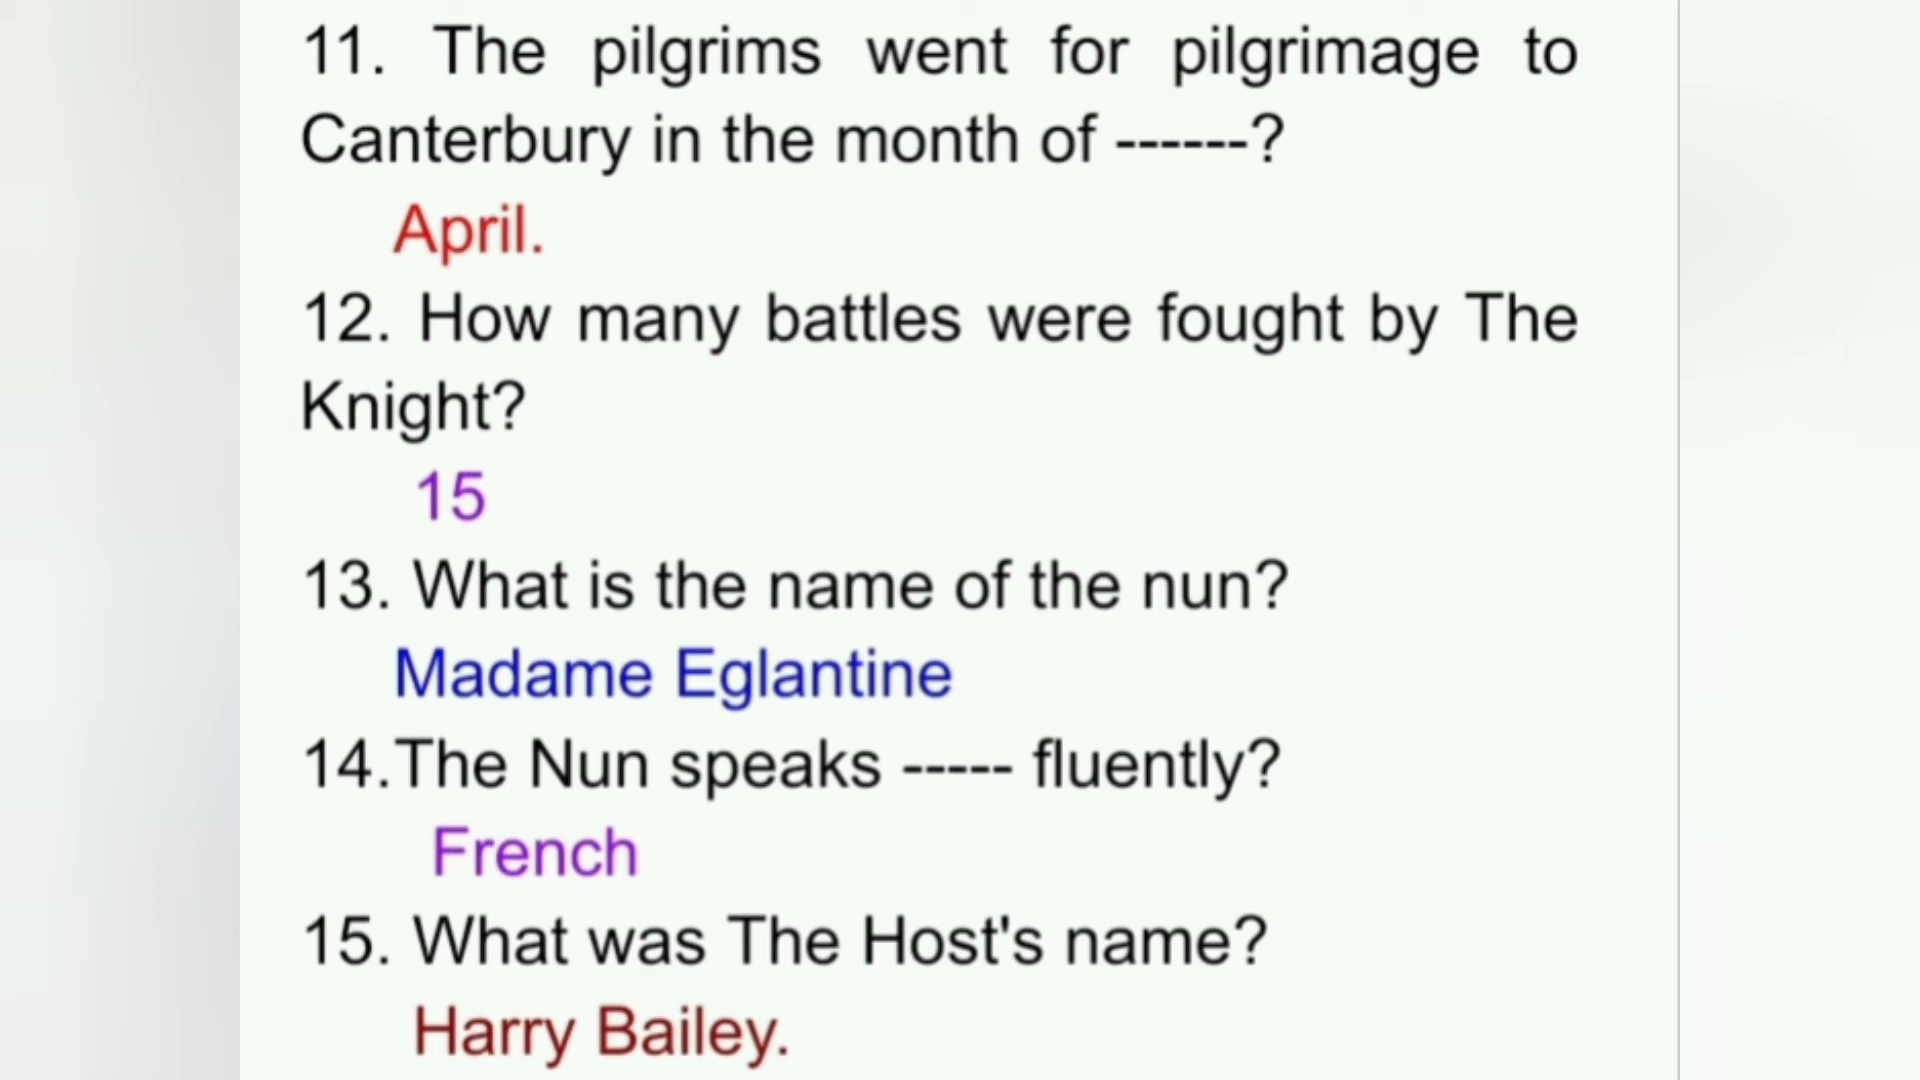 11. The pilgrims went for pilgrimage to
Canterbury in the month of ------?
April.
12. How many battles were fought by The
Knight?
15
13. What is the name of the nun?
Madame Eglantine
14.The Nun speaks ----- fluently?
French
15. What was The Host's name?
Harry Bailey.